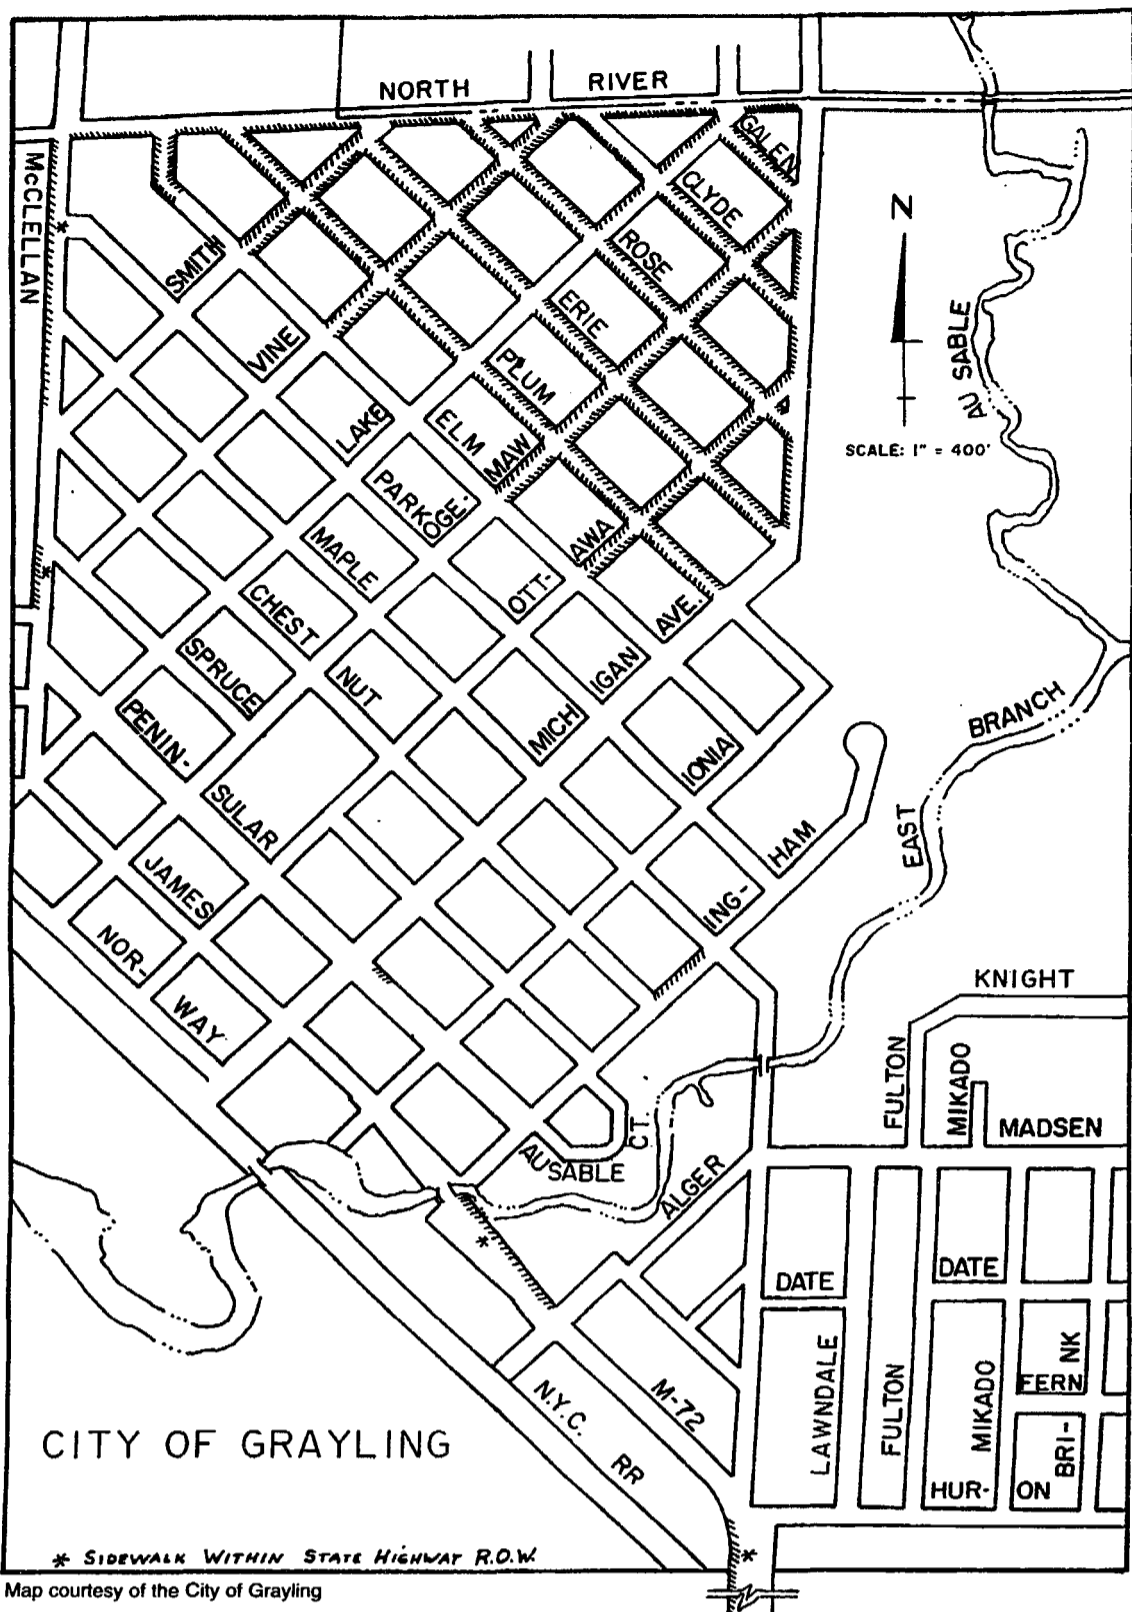 NORTH RIVER
GALEN
McCLELLAN
CLYDE
N
SMITH
ROSE
ERIE
AU SABLE
VINE
PLUM
LAKE
ELM
MAW
SCALE: 1" = 400'
PARK
OGE:
MAPLE
AWA
OTT-
CHEST
NUT
AVE.
SPRUCE
IGAN
MICH
PENIN-
SULAR
IONIA
BRANCH
EAST
HAM
ING-
JAMES
NOR-
WAY
KNIGHT
FULTON
MIKADO
MADSEN
CT.
AUSABLE
ALGER
DATE
DATE
LAWNDALE
FULTON
MIKADO
FERN
NK
M-72
N.Y.C.
RR
HUR-
ON
BRI-
CITY OF GRAYLING
* SIDEWALK WITHIN STATE HIGHWAY R.O.W.
*
*
*
*
Map courtesy of the City of Grayling